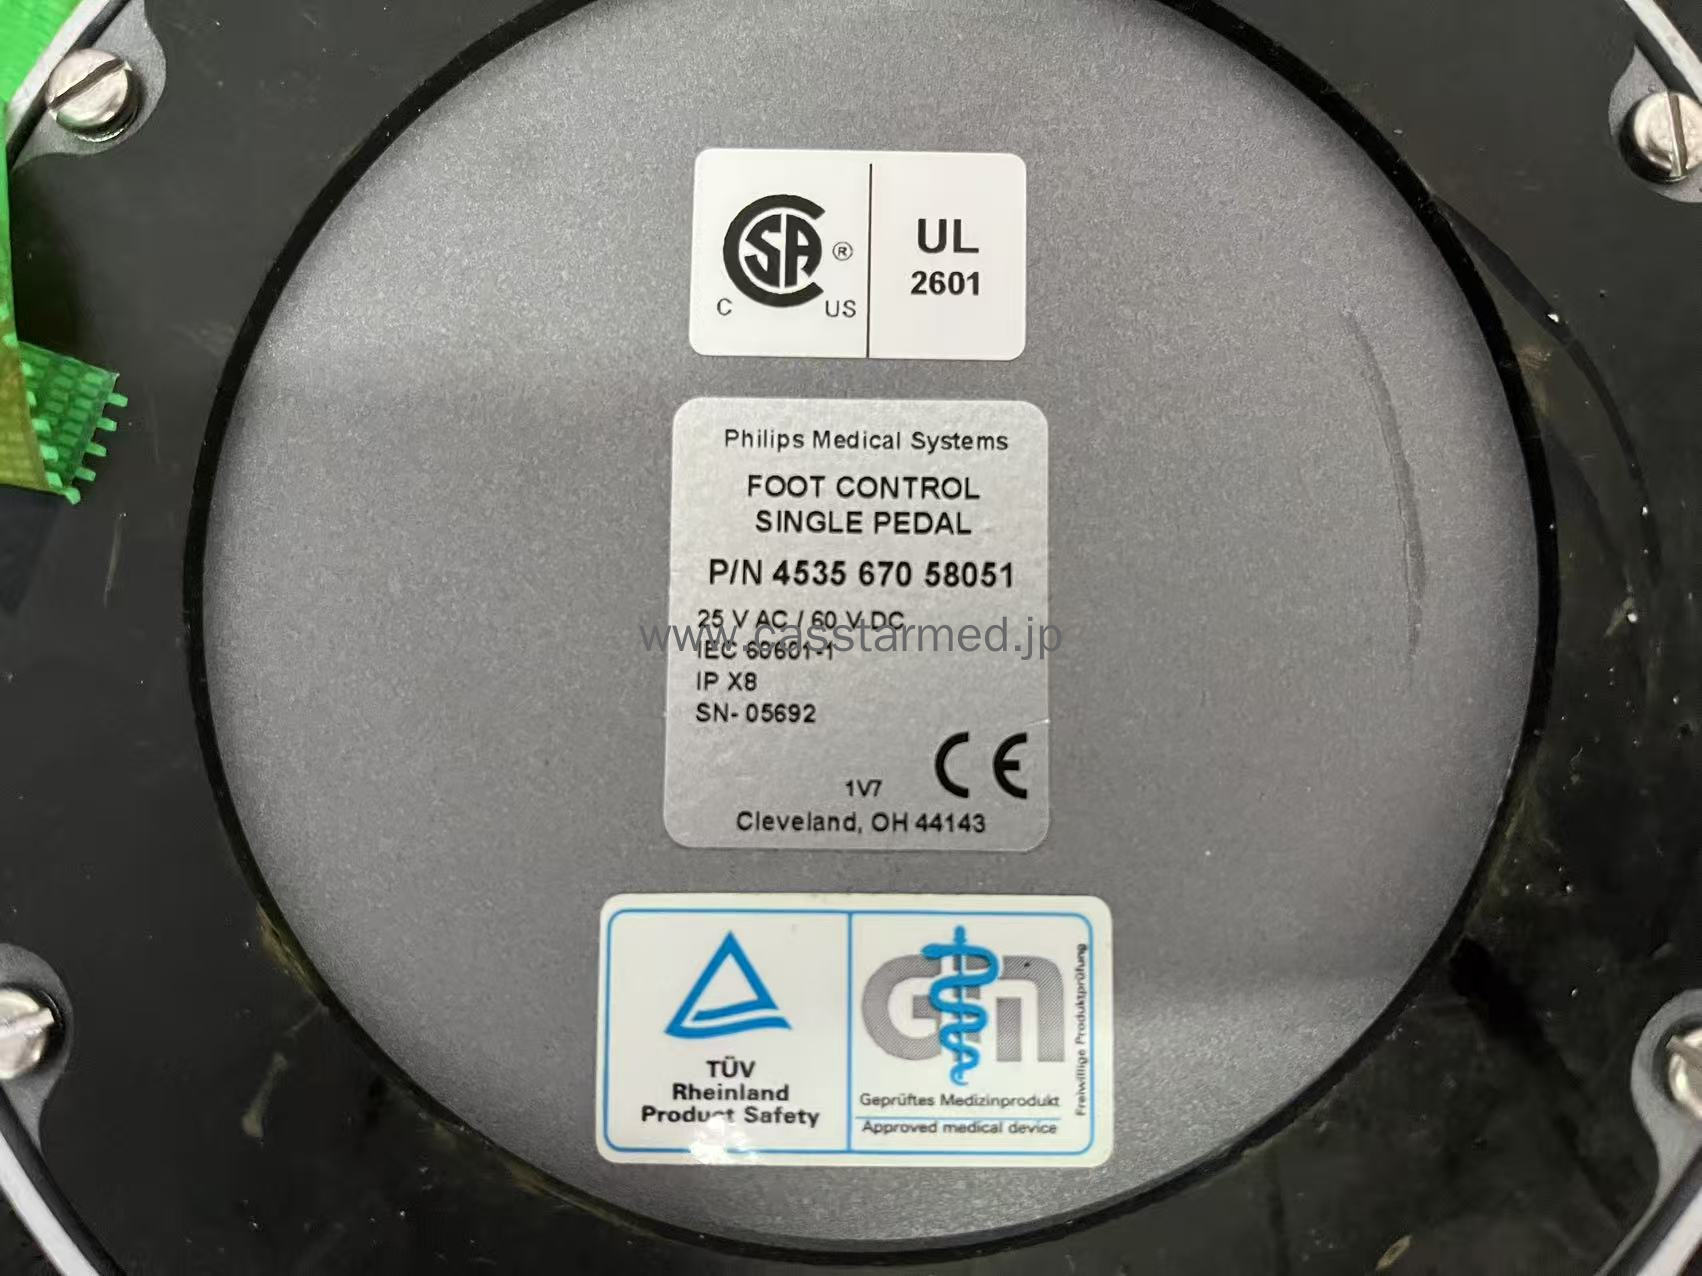 CSA ®
C US
UL
2601
Philips Medical Systems
FOOT CONTROL
SINGLE PEDAL
P/N 4535 670 58051
25 V AC / 60 V DC
www.casstarmed.jp
IEC 60601-1
IP X8
SN- 05692
CE
1V7
Cleveland, OH 44143
TÜV
Rheinland
Product Safety
Gm
Geprüftes Medizinprodukt
Approved medical device
Freiwillige Produktprüfung